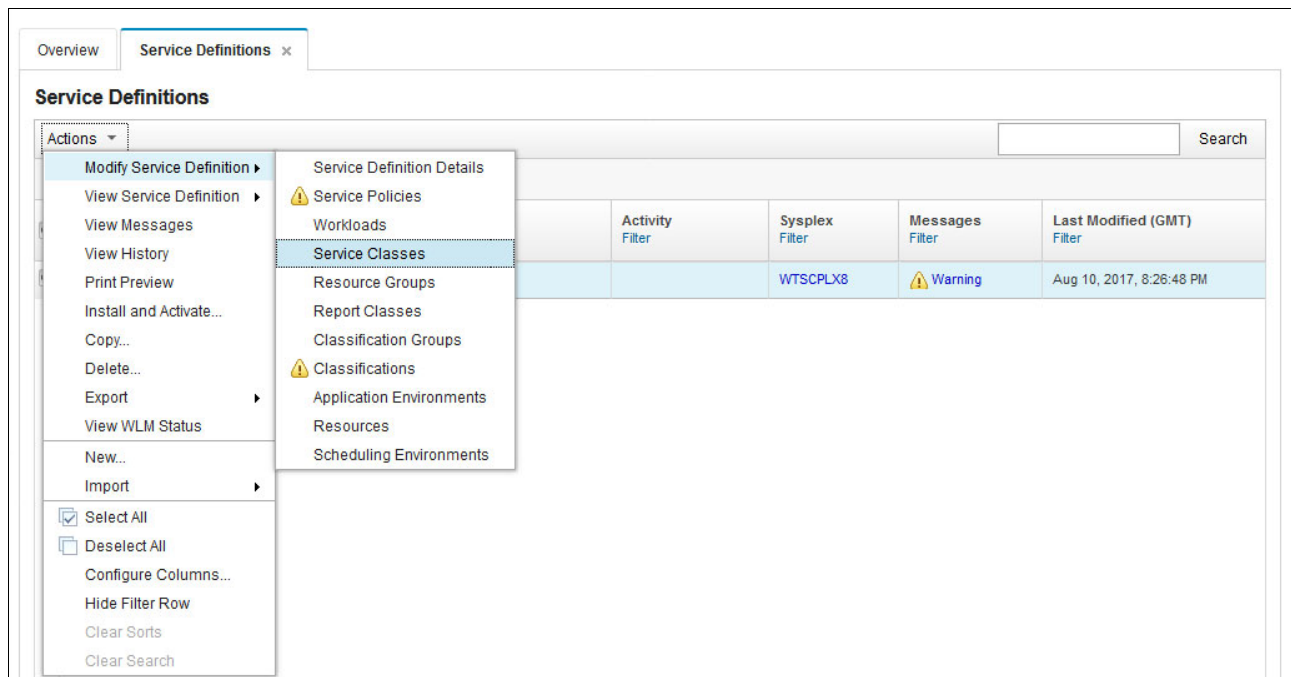 Overview
Service Definitions ×
Service Definitions
Actions
Search
Modify Service Definition
View Service Definition
View Messages
View History
Print Preview
Install and Activate...
Copy...
Delete...
Export
View WLM Status
New...
Import
Select All
Deselect All
Configure Columns...
Hide Filter Row
Clear Sorts
Clear Search
Service Definition Details
Service Policies
Workloads
Service Classes
Resource Groups
Report Classes
Classification Groups
Classifications
Application Environments
Resources
Scheduling Environments
Activity
Filter
Sysplex
Filter
Messages
Filter
Last Modified (GMT)
Filter
WTSCPLX8
Warning
Aug 10, 2017, 8:26:48 PM